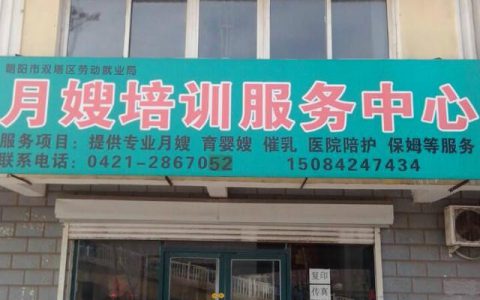 朝阳市双塔区劳动就业局
月嫂培训服务中心
服务项目:提供专业月嫂 育婴嫂 催乳 医院陪护 保姆等服务
联系电话:0421-2867052 15084247434
复印
传真